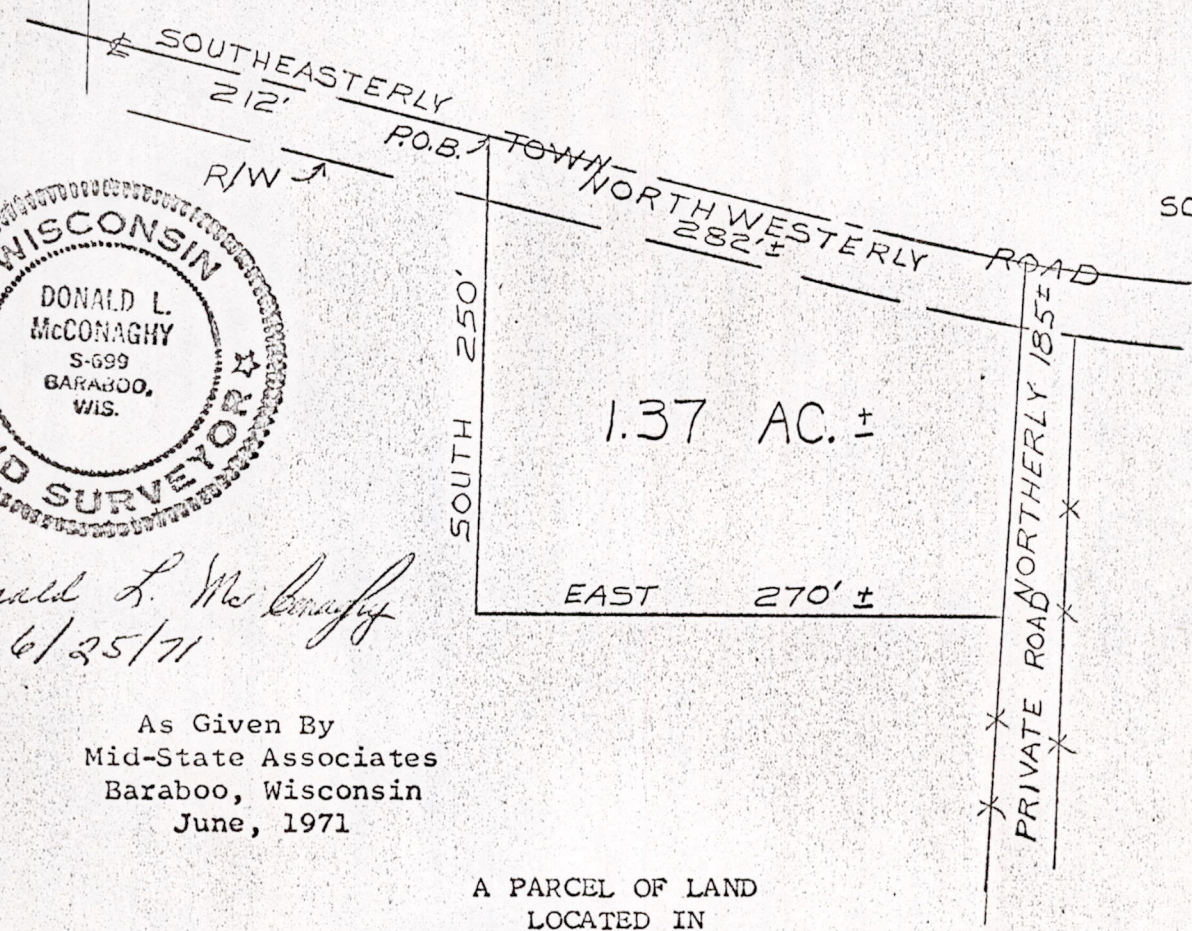 ℄ SOUTHEASTERLY
212'
P.O.B.
TOWN
R/W
NORTHWESTERLY
282'±
ROAD
SOUTH 250'
1.37 AC. ±
NORTHERLY 185±
EAST 270' ±
PRIVATE ROAD
WISCONSIN
DONALD L.
McCONAGHY
S-699
BARABOO,
WIS.
SURVEYOR
L. McConaghy
6/25/71
As Given By
Mid-State Associates
Baraboo, Wisconsin
June, 1971
A PARCEL OF LAND
LOCATED IN